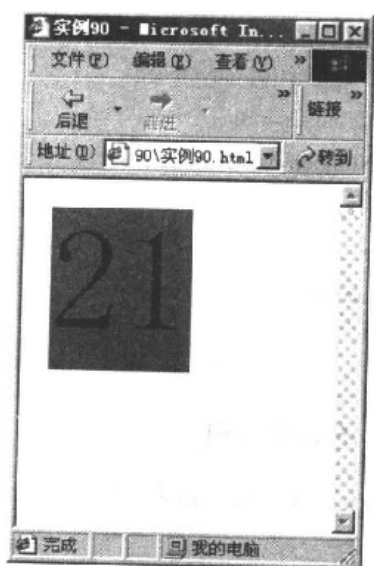 实例90 - Microsoft In...
文件(F) 编辑(E) 查看(V) »
后退 前进 » 链接 »
地址(D) 90\实例90.html 转到
21
完成 我的电脑